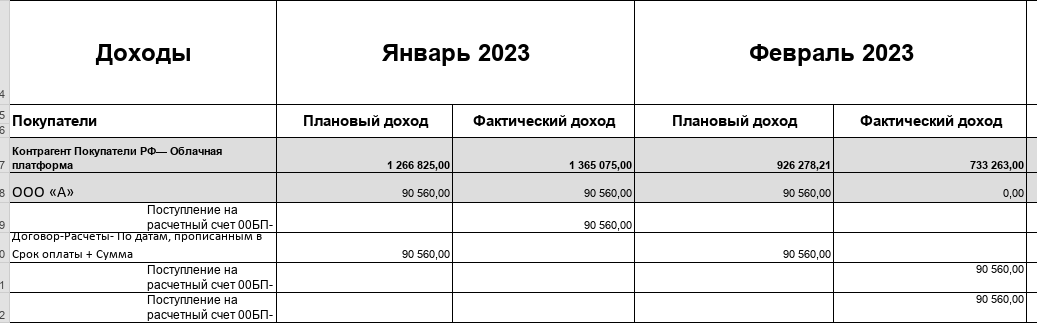 Доходы Январь 2023 Февраль 2023
4
5 Покупатели Плановый доход Фактический доход Плановый доход Фактический доход
6
Контрагент Покупатели РФ— Облачная
7 платформа 1 266 825,00 1 365 075,00 926 278,21 733 263,00
8 ООО «А» 90 560,00 90 560,00 90 560,00 0,00
Поступление на
9 расчетный счет 00БП- 90 560,00
Договор-Расчеты- По датам, прописанным в
0 Срок оплаты + Сумма 90 560,00 90 560,00
Поступление на 90 560,00
1 расчетный счет 00БП-
Поступление на 90 560,00
2 расчетный счет 00БП-